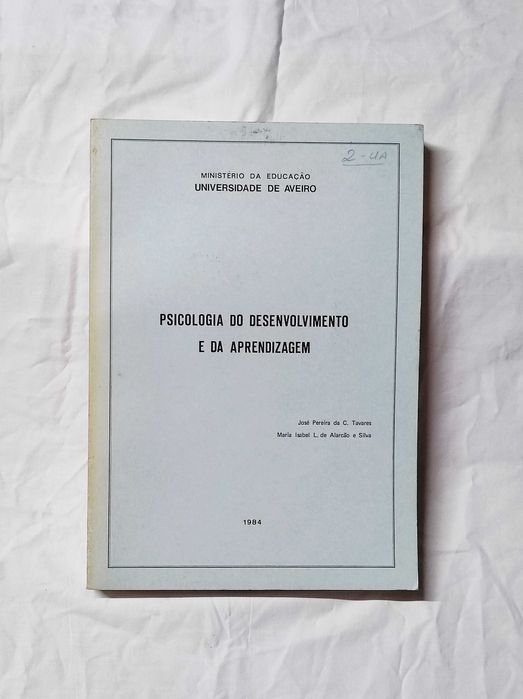 2-UA
MINISTÉRIO DA EDUCAÇÃO
UNIVERSIDADE DE AVEIRO
PSICOLOGIA DO DESENVOLVIMENTO
E DA APRENDIZAGEM
José Pereira da C. Tavares
Maria Isabel L. de Alarcão e Silva
1984